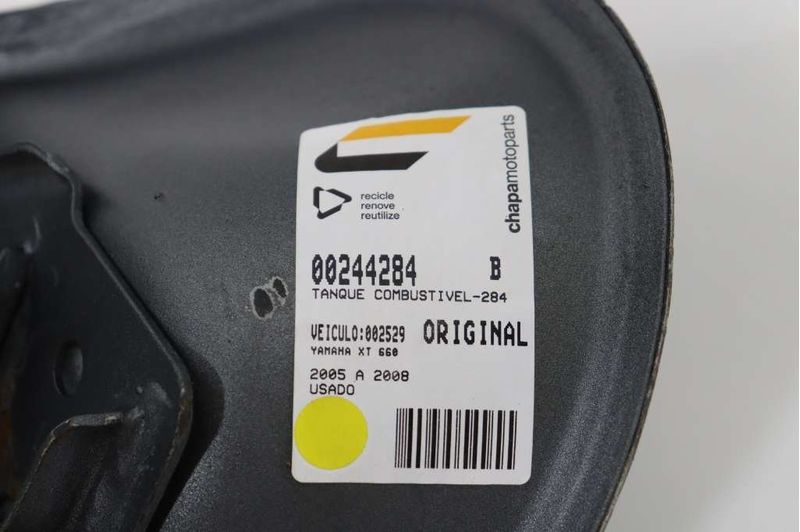 chapamotoparts
recicle
renove
reutilize
00244284 B
TANQUE COMBUSTIVEL-284
VEICULO:002529 ORIGINAL
YAMAHA XT 660
2005 A 2008
USADO